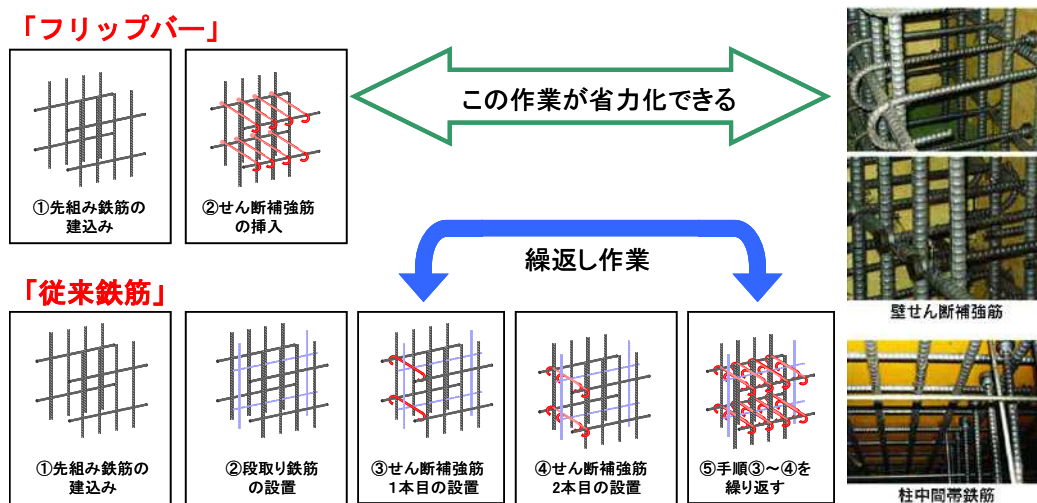 「フリップバー」
①先組み鉄筋の
建込み
②せん断補強筋
の挿入
この作業が省力化できる
繰返し作業
「従来鉄筋」
①先組み鉄筋の
建込み
②段取り鉄筋
の設置
③せん断補強筋
1本目の設置
④せん断補強筋
2本目の設置
⑤手順③～④を
繰り返す
壁せん断補強筋
柱中間帯鉄筋